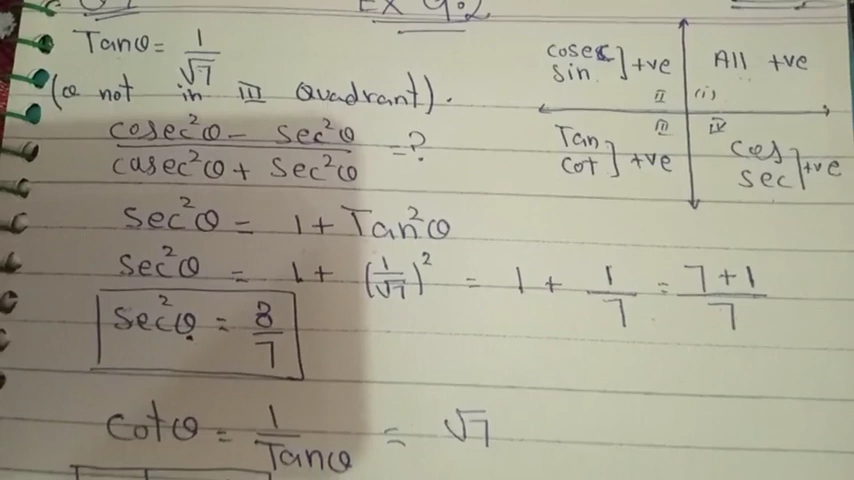 EX 9.2
Tanθ = 1/√7
(θ not in III Quadrant).
cosec²θ - sec²θ / cosec²θ + sec²θ = ?
cosec sin ] +ve
II
All +ve
(i)
III
Tan cot ] +ve
IV
cos sec ] +ve
sec²θ = 1 + Tan²θ
sec²θ = 1 + (1/√7)² = 1 + 1/7 = 7+1/7
sec²θ = 8/7
cotθ = 1/Tanθ = √7